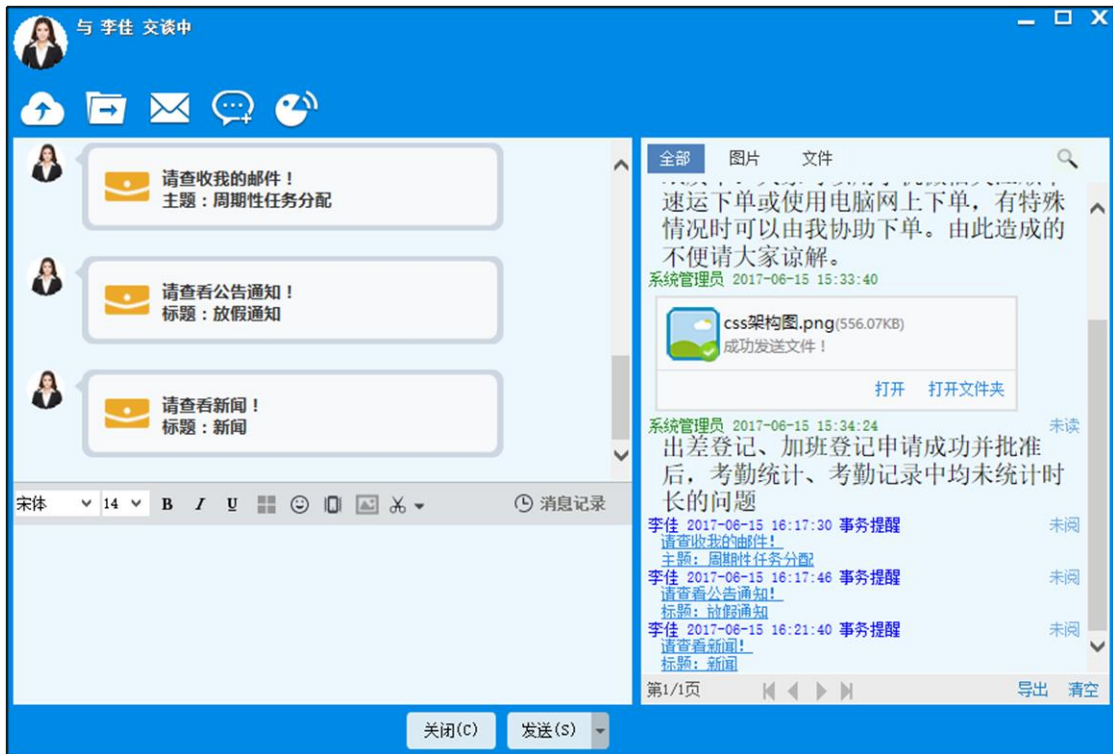 与 李佳 交谈中
请查收我的邮件！
主题：周期性任务分配
请查看公告通知！
标题：放假通知
请查看新闻！
标题：新闻
宋体 14 B I U 消息记录
关闭(C) 发送(S)
全部 图片 文件
速运下单或使用电脑网上下单，有特殊
情况时可以由我协助下单。由此造成的
不便请大家谅解。
系统管理员 2017-06-15 15:33:40
css架构图.png(556.07KB)
成功发送文件！
打开 打开文件夹
系统管理员 2017-06-15 15:34:24 未读
出差登记、加班登记申请成功并批准
后，考勤统计、考勤记录中均未统计时
长的问题
李佳 2017-06-15 16:17:30 事务提醒 未阅
请查收我的邮件！
主题：周期性任务分配
李佳 2017-06-15 16:17:46 事务提醒 未阅
请查看公告通知！
标题：放假通知
李佳 2017-06-15 16:21:40 事务提醒 未阅
请查看新闻！
标题：新闻
第1/1页 导出 清空